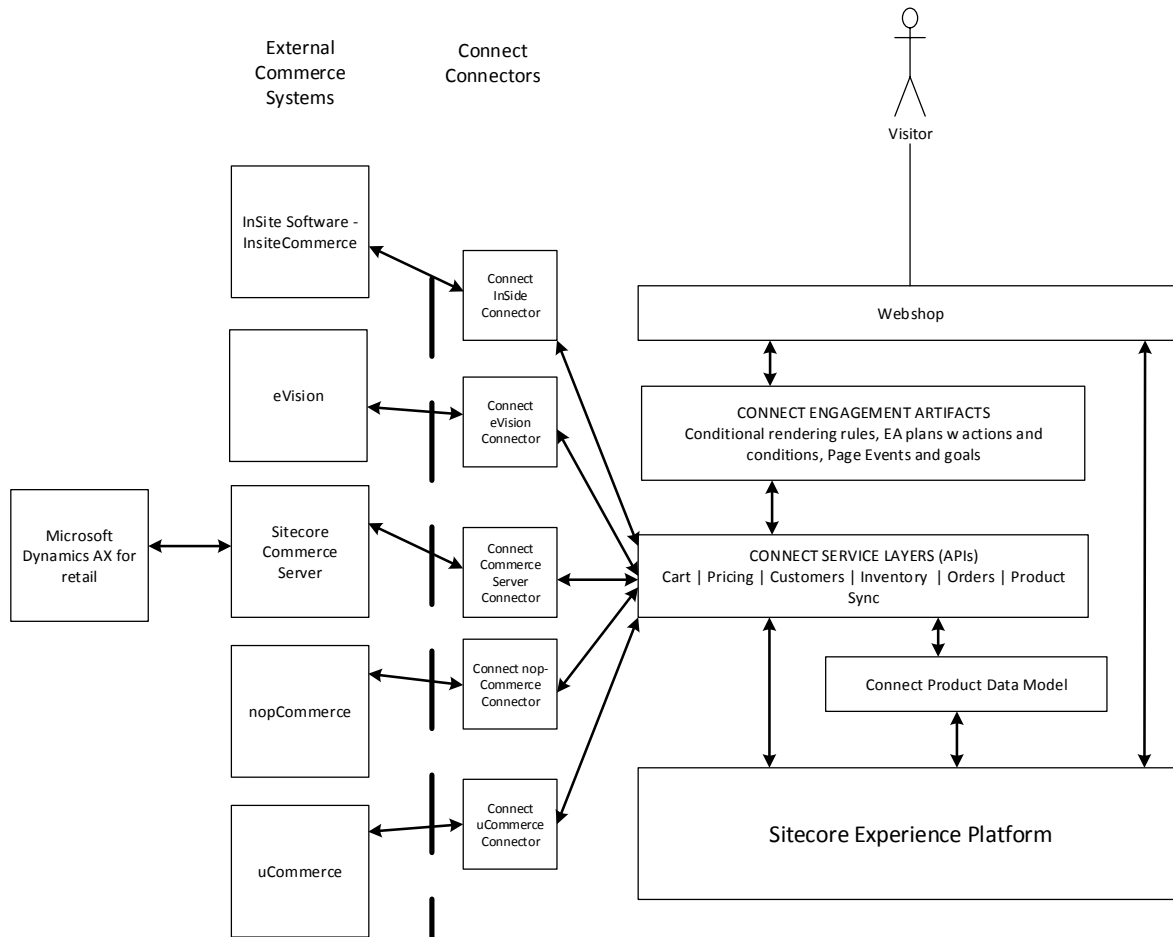 External
Commerce
Systems
Connect
Connectors
Visitor
InSite Software -
InsiteCommerce
Connect
InSide
Connector
Webshop
eVision
Connect
eVision
Connector
CONNECT ENGAGEMENT ARTIFACTS
Conditional rendering rules, EA plans w actions and
conditions, Page Events and goals
Microsoft
Dynamics AX for
retail
Sitecore
Commerce
Server
Connect
Commerce
Server
Connector
CONNECT SERVICE LAYERS (APIs)
Cart | Pricing | Customers | Inventory | Orders | Product
Sync
nopCommerce
Connect nop-
Commerce
Connector
Connect Product Data Model
uCommerce
Connect
uCommerce
Connector
Sitecore Experience Platform